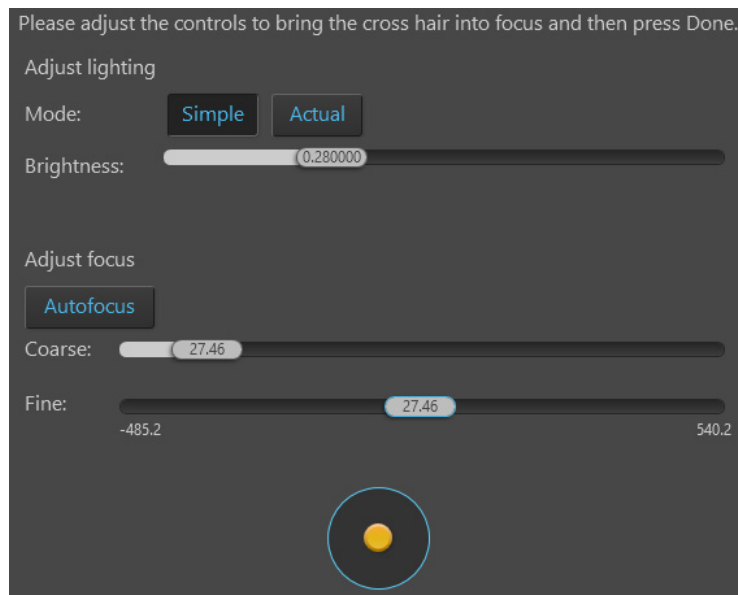 Please adjust the controls to bring the cross hair into focus and then press Done.
Adjust lighting
Mode: Simple Actual
Brightness: 0.280000
Adjust focus
Autofocus
Coarse: 27.46
Fine: 27.46
-485.2 540.2